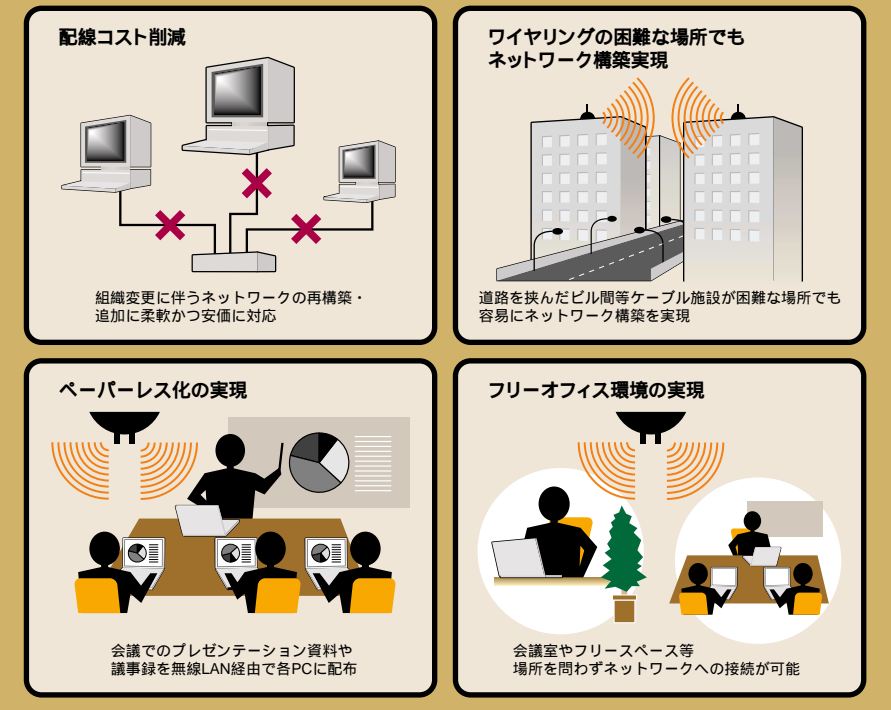 配線コスト削減
組織変更に伴うネットワークの再構築・
追加に柔軟かつ安価に対応
ワイヤリングの困難な場所でも
ネットワーク構築実現
道路を挟んだビル間等ケーブル施設が困難な場所でも
容易にネットワーク構築を実現
ペーパーレス化の実現
会議でのプレゼンテーション資料や
議事録を無線LAN経由で各PCに配布
フリーオフィス環境の実現
会議室やフリースペース等
場所を問わずネットワークへの接続が可能